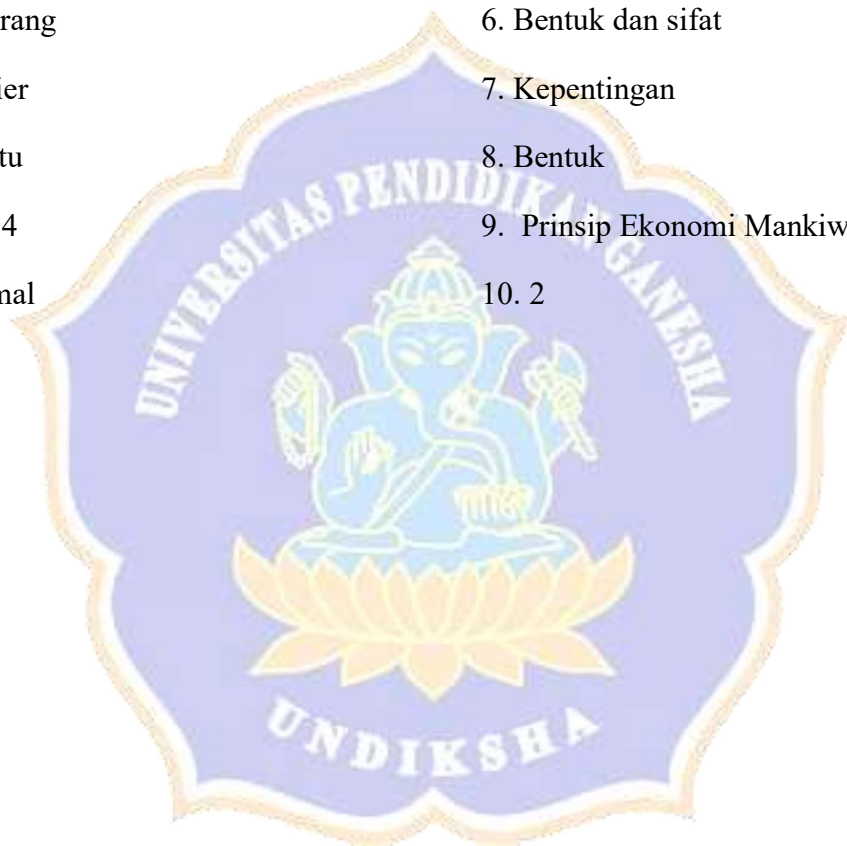 rang
ier
tu
4
mal
6. Bentuk dan sifat
7. Kepentingan
8. Bentuk
9. Prinsip Ekonomi Mankiw
10. 2
UNIVERSITAS PENDIDIKAN GANESHA
UNDIKSHA